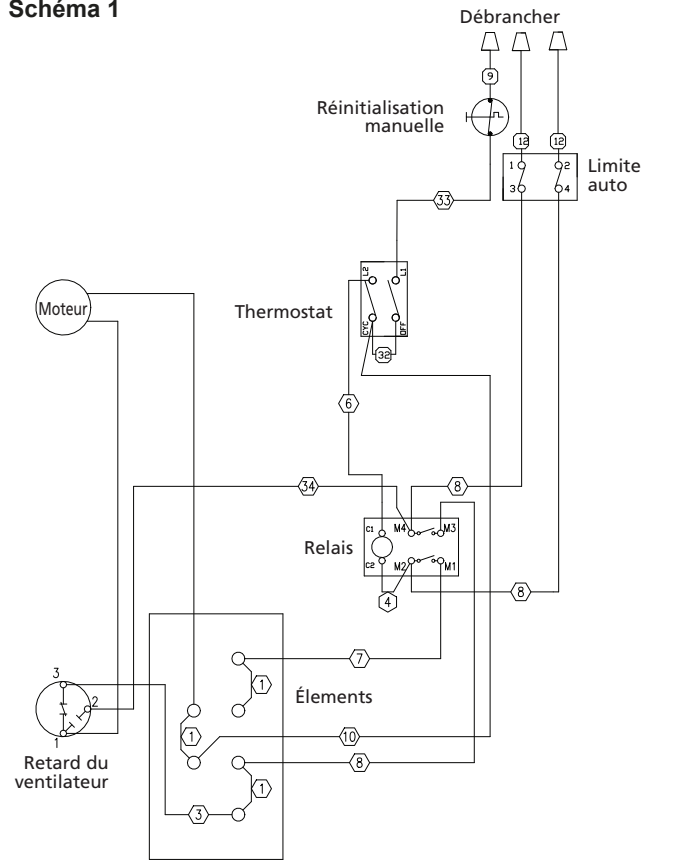 Schéma 1
Débrancher
9
Réinitialisation
manuelle
12
12
1
2
3
4
Limite
auto
33
L2
L1
Moteur
Thermostat
CYC
OFF
32
6
34
8
C1
M4
M3
Relais
C2
M2
M1
4
8
7
3
1
Élements
2
1
10
1
8
Retard du
ventilateur
1
3